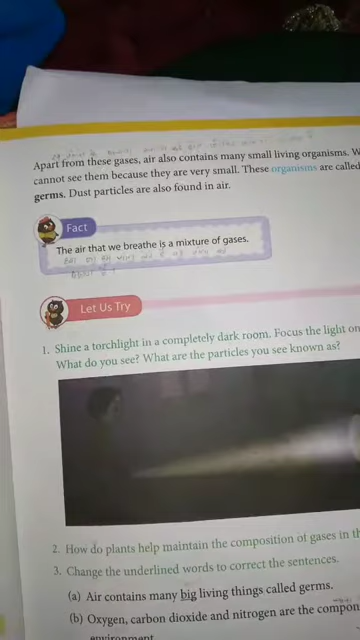 Apart from these gases, air also contains many small living organisms. W
cannot see them because they are very small. These organisms are called
germs. Dust particles are also found in air.
Fact
The air that we breathe is a mixture of gases.
Let Us Try
1. Shine a torchlight in a completely dark room. Focus the light on
What do you see? What are the particles you see known as?
2. How do plants help maintain the composition of gases in th
3. Change the underlined words to correct the sentences.
(a) Air contains many big living things called germs.
(b) Oxygen, carbon dioxide and nitrogen are the compon
environment